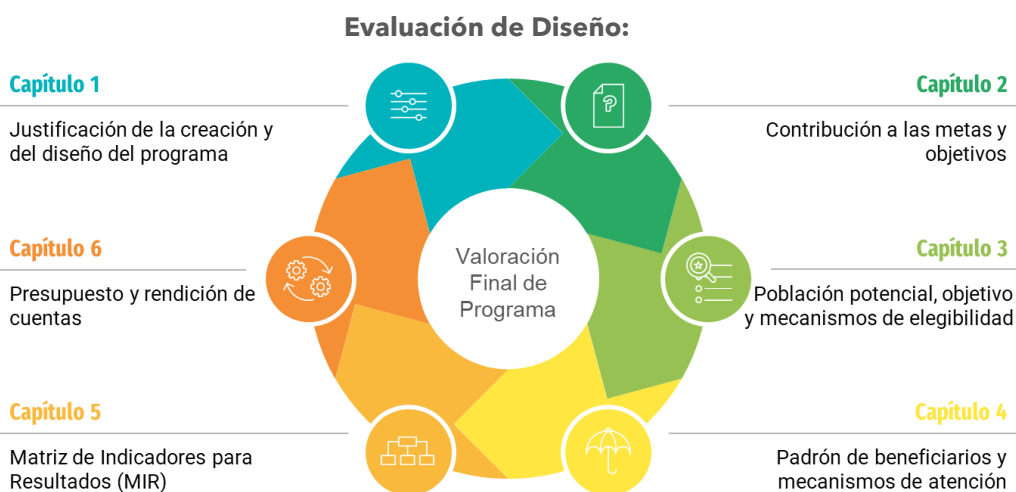 Evaluación de Diseño:
Capítulo 1
Justificación de la creación y
del diseño del programa
Capítulo 2
Contribución a las metas y
objetivos
Capítulo 3
Población potencial, objetivo
y mecanismos de elegibilidad
Capítulo 4
Padrón de beneficiarios y
mecanismos de atención
Capítulo 5
Matriz de Indicadores para
Resultados (MIR)
Capítulo 6
Presupuesto y rendición de
cuentas
Valoración
Final de
Programa